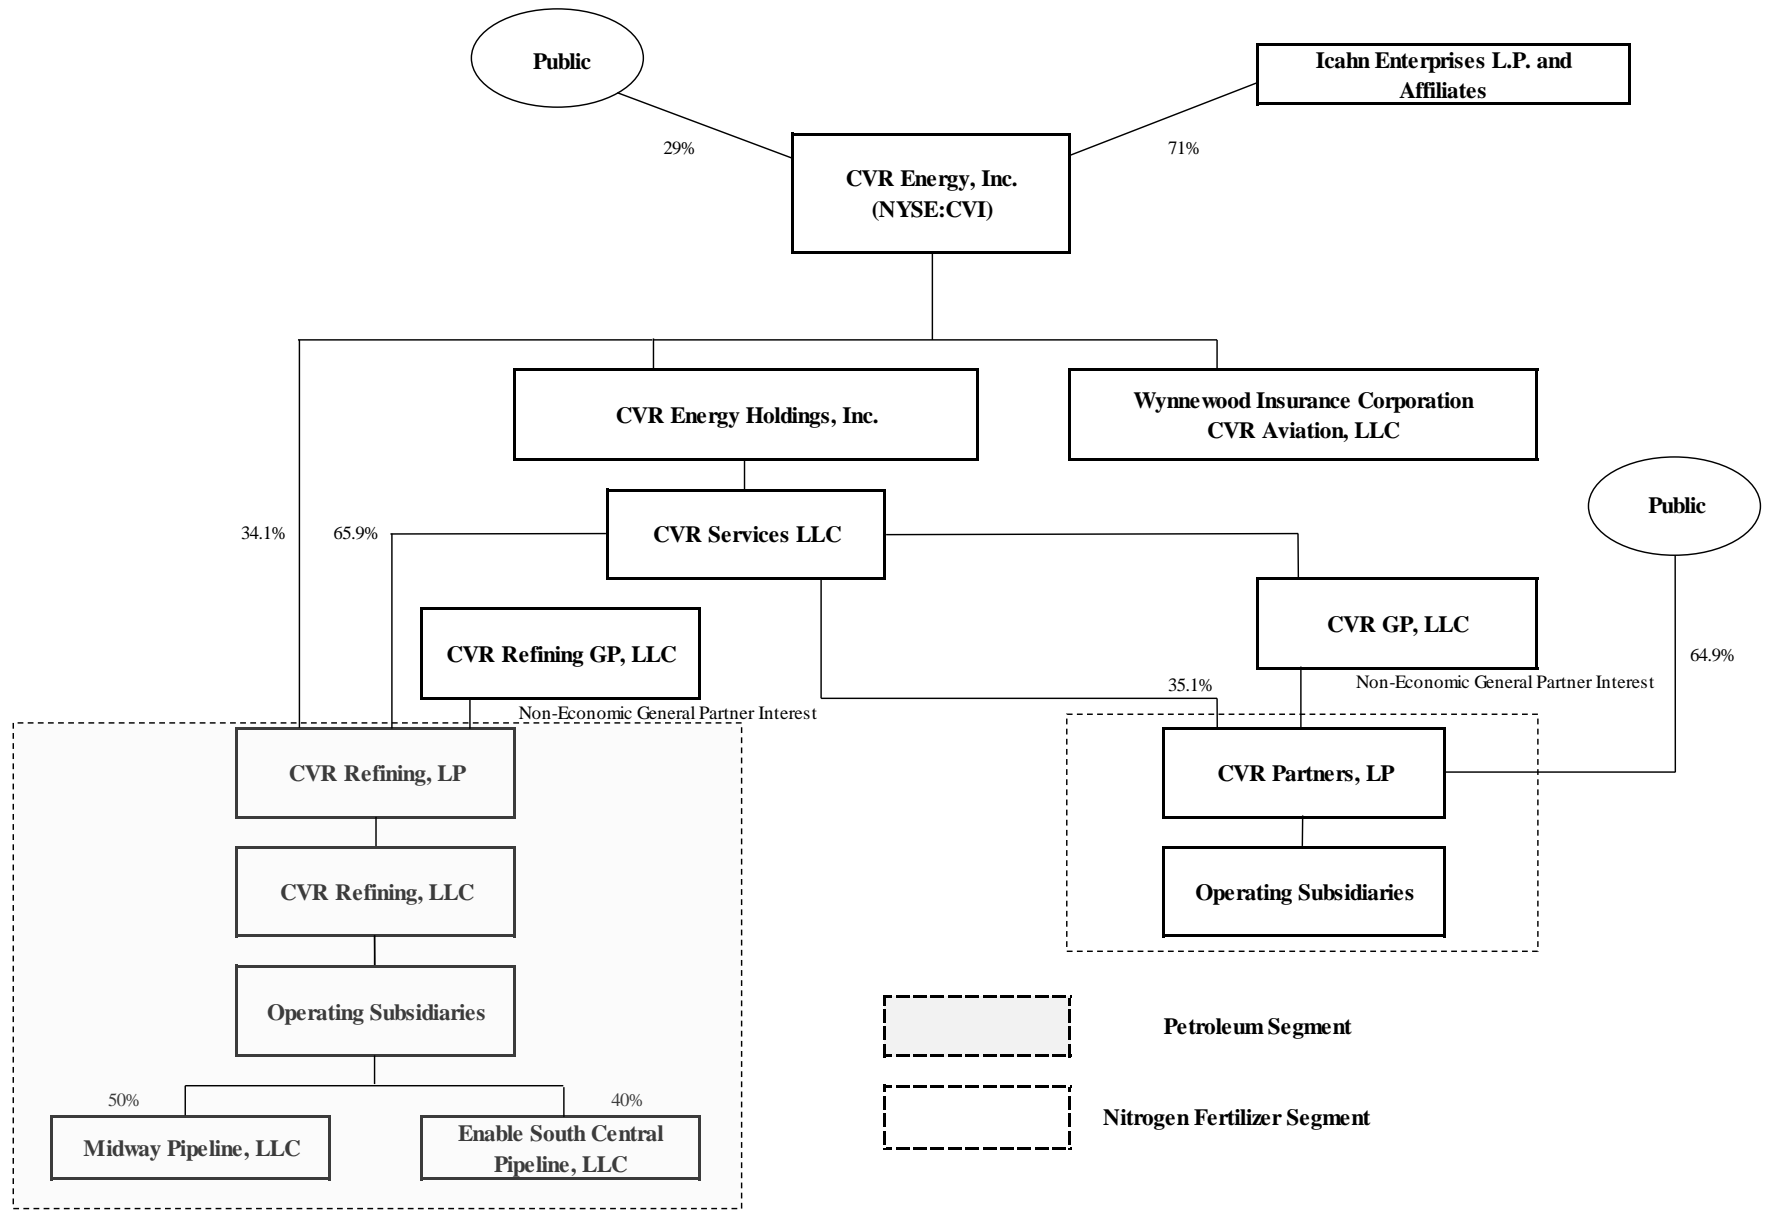 Public
Icahn Enterprises L.P. and
Affiliates
29%
71%
CVR Energy, Inc.
(NYSE:CVI)
CVR Energy Holdings, Inc.
Wynnewood Insurance Corporation
CVR Aviation, LLC
34.1%
65.9%
CVR Services LLC
Public
CVR GP, LLC
CVR Refining GP, LLC
64.9%
35.1%
Non-Economic General Partner Interest
Non-Economic General Partner Interest
CVR Refining, LP
CVR Partners, LP
CVR Refining, LLC
Operating Subsidiaries
Operating Subsidiaries
Petroleum Segment
50%
40%
Nitrogen Fertilizer Segment
Midway Pipeline, LLC
Enable South Central
Pipeline, LLC